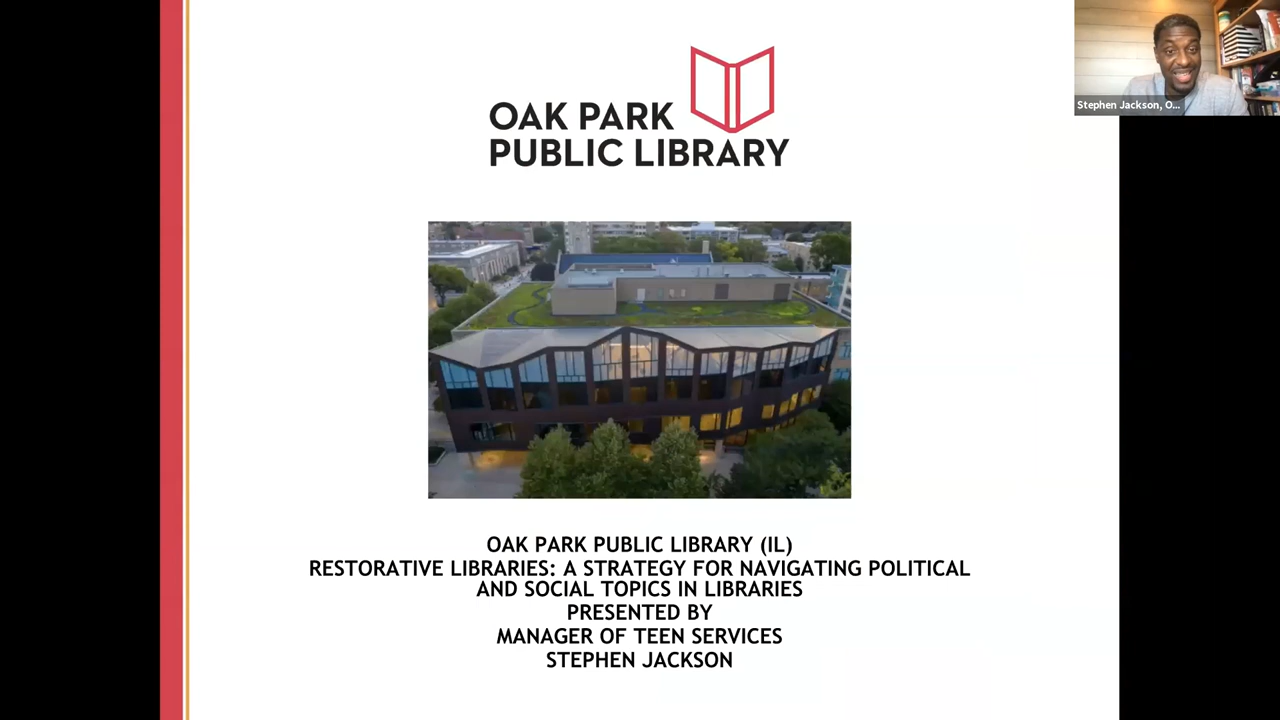 OAK PARK
PUBLIC LIBRARY
Stephen Jackson, O...
OAK PARK PUBLIC LIBRARY (IL)
RESTORATIVE LIBRARIES: A STRATEGY FOR NAVIGATING POLITICAL
AND SOCIAL TOPICS IN LIBRARIES
PRESENTED BY
MANAGER OF TEEN SERVICES
STEPHEN JACKSON